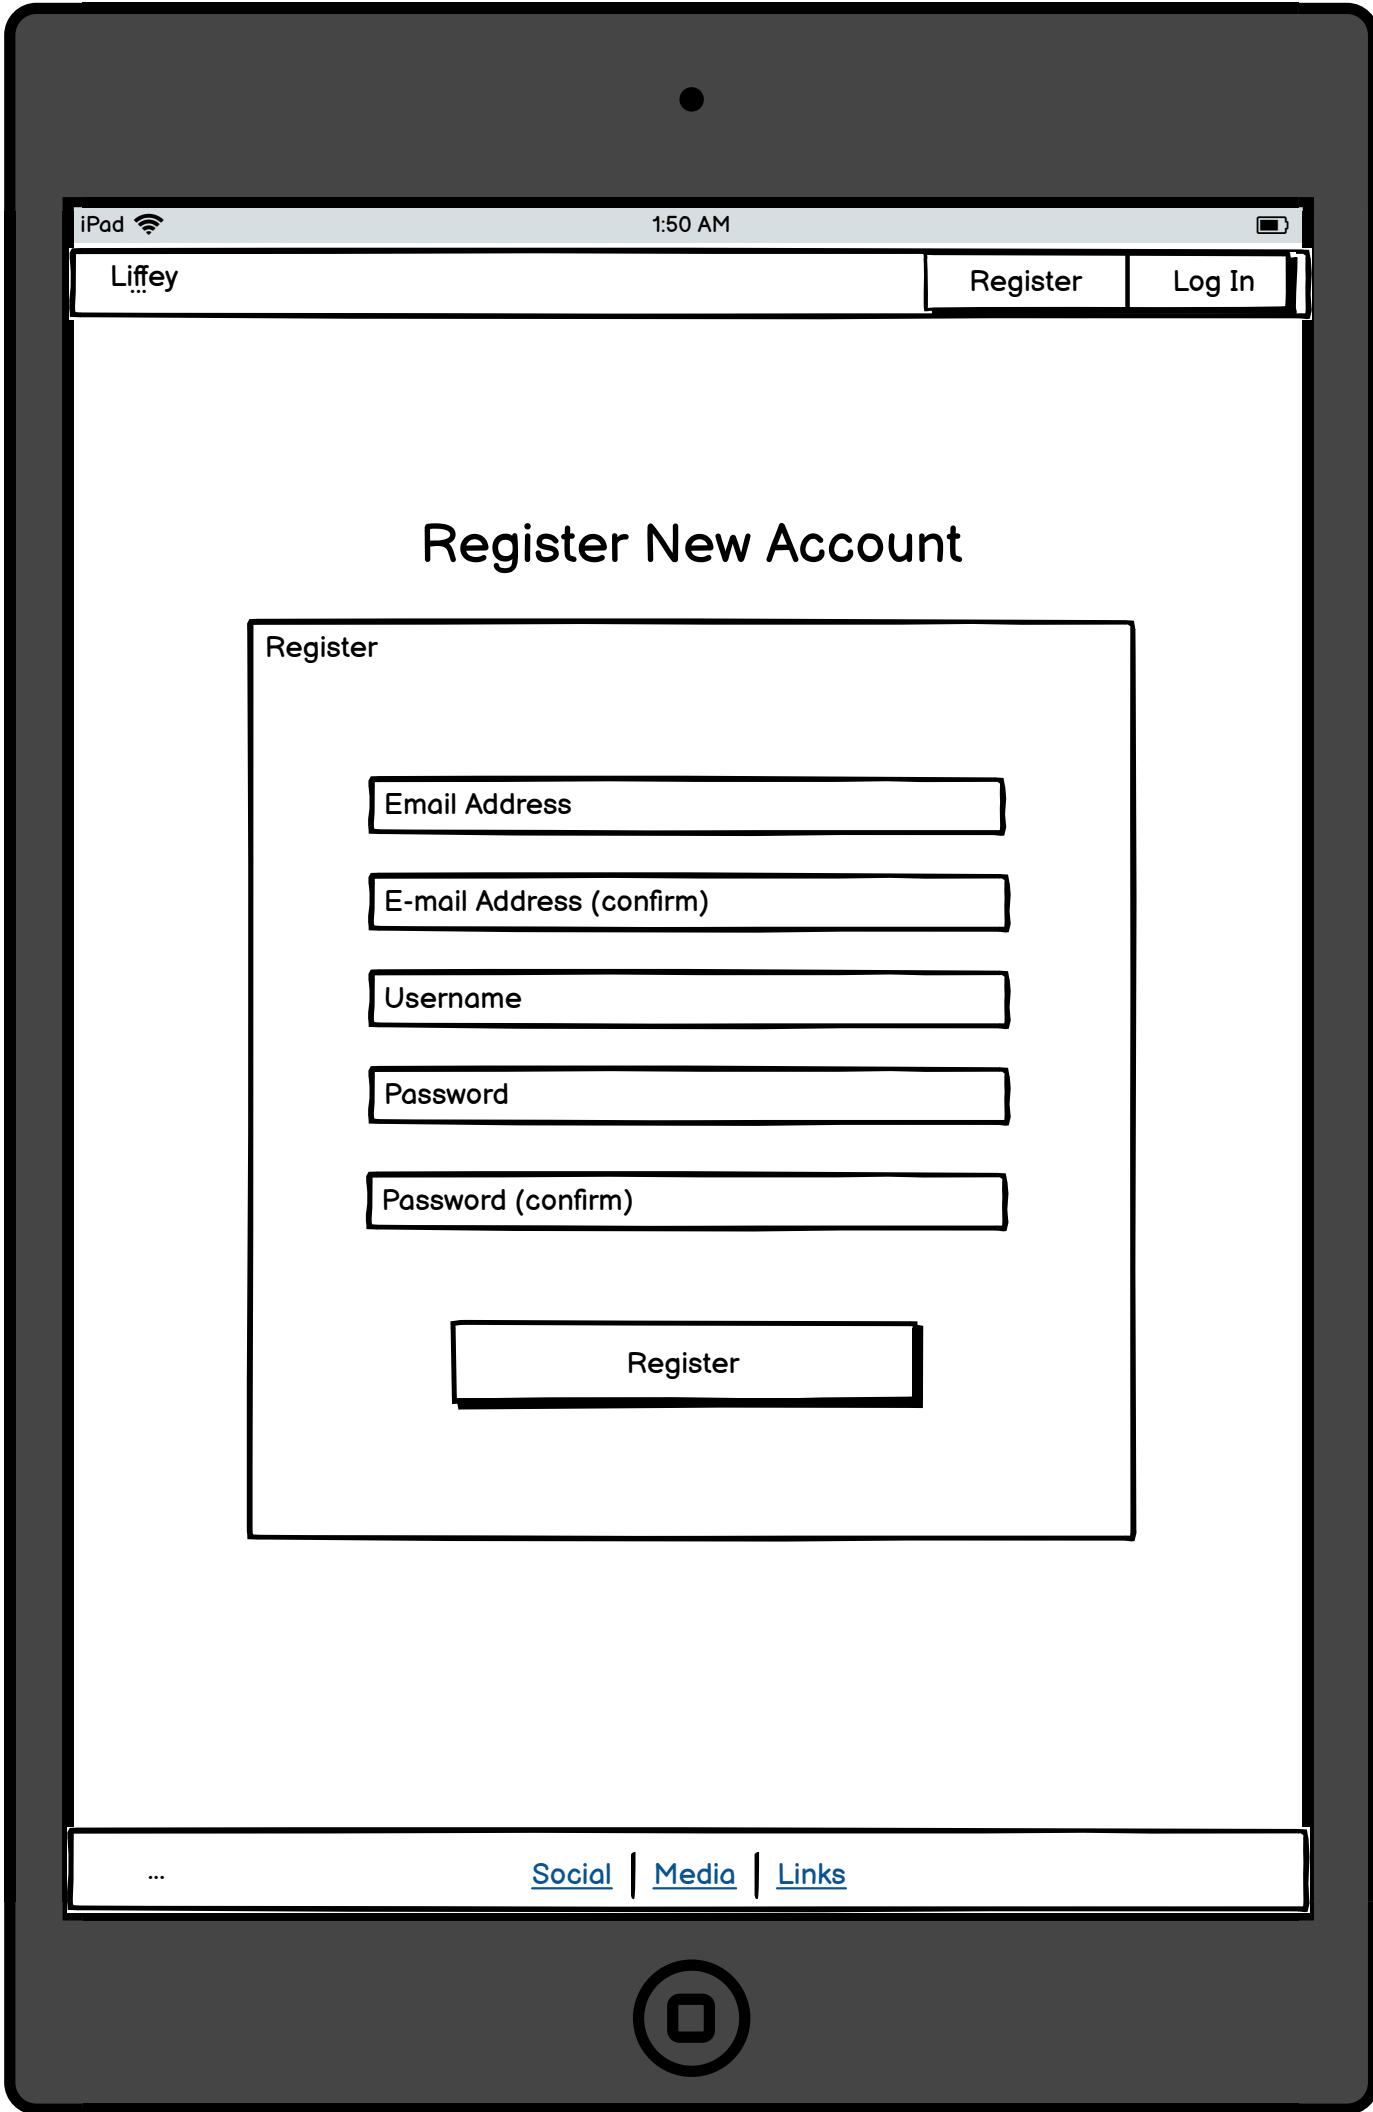 iPad 1:50 AM
Liffey Register Log In
...
Register New Account
Register
Email Address
E-mail Address (confirm)
Username
Password
Password (confirm)
Register
... Social Media Links